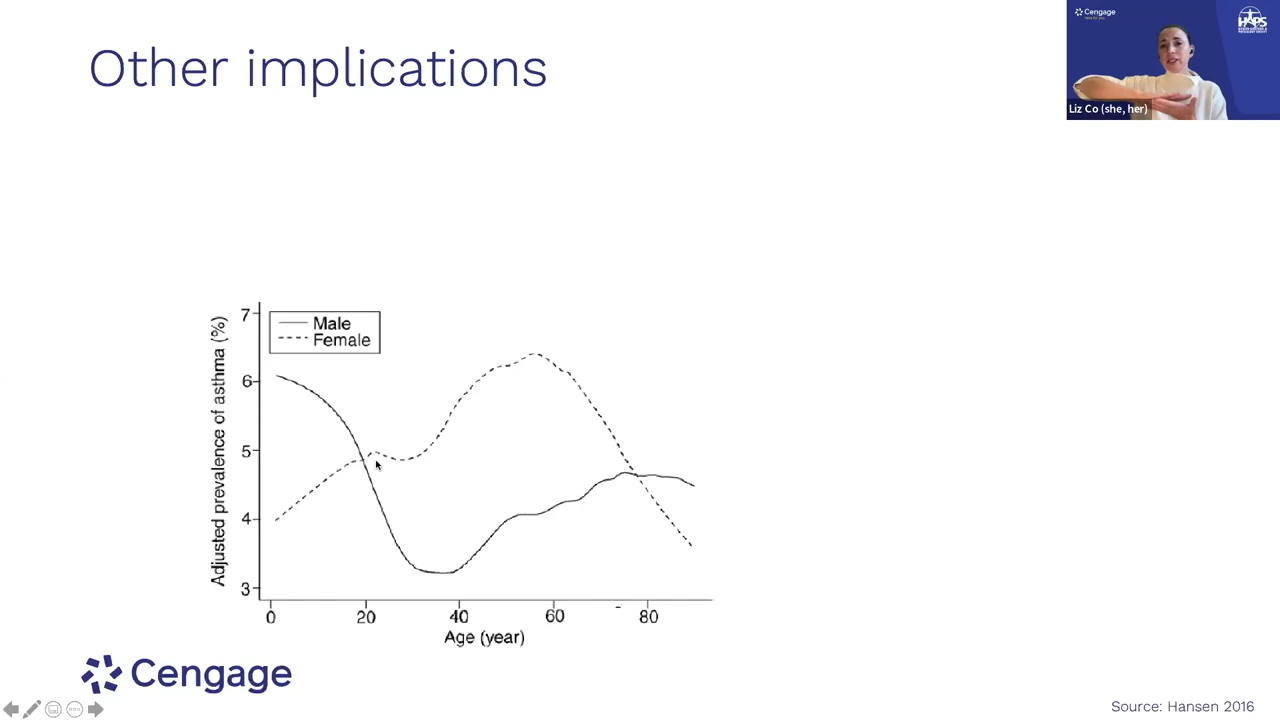 Other implications
Cengage
HAPS
Liz Co (she, her)
7
6
5
4
3
Adjusted prevalence of asthma (%)
Male
Female
0 20 40 60 80
Age (year)
Cengage
Source: Hansen 2016